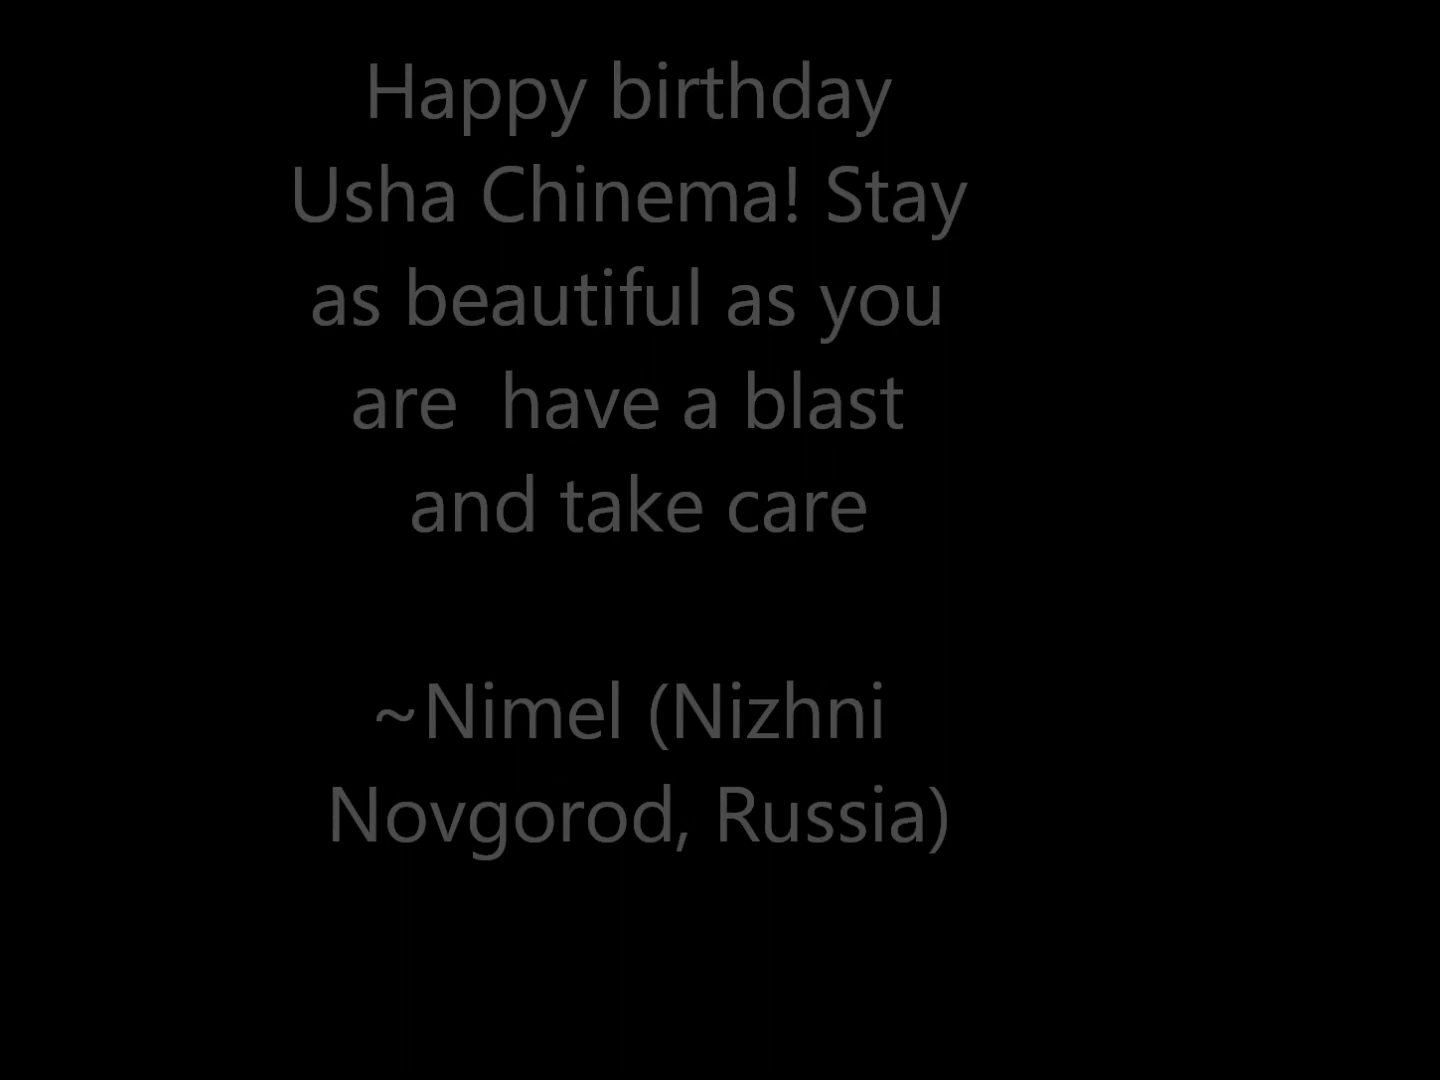 Happy birthday
Usha Chinema! Stay
as beautiful as you
are  have a blast
and take care
~Nimel (Nizhni
Novgorod, Russia)